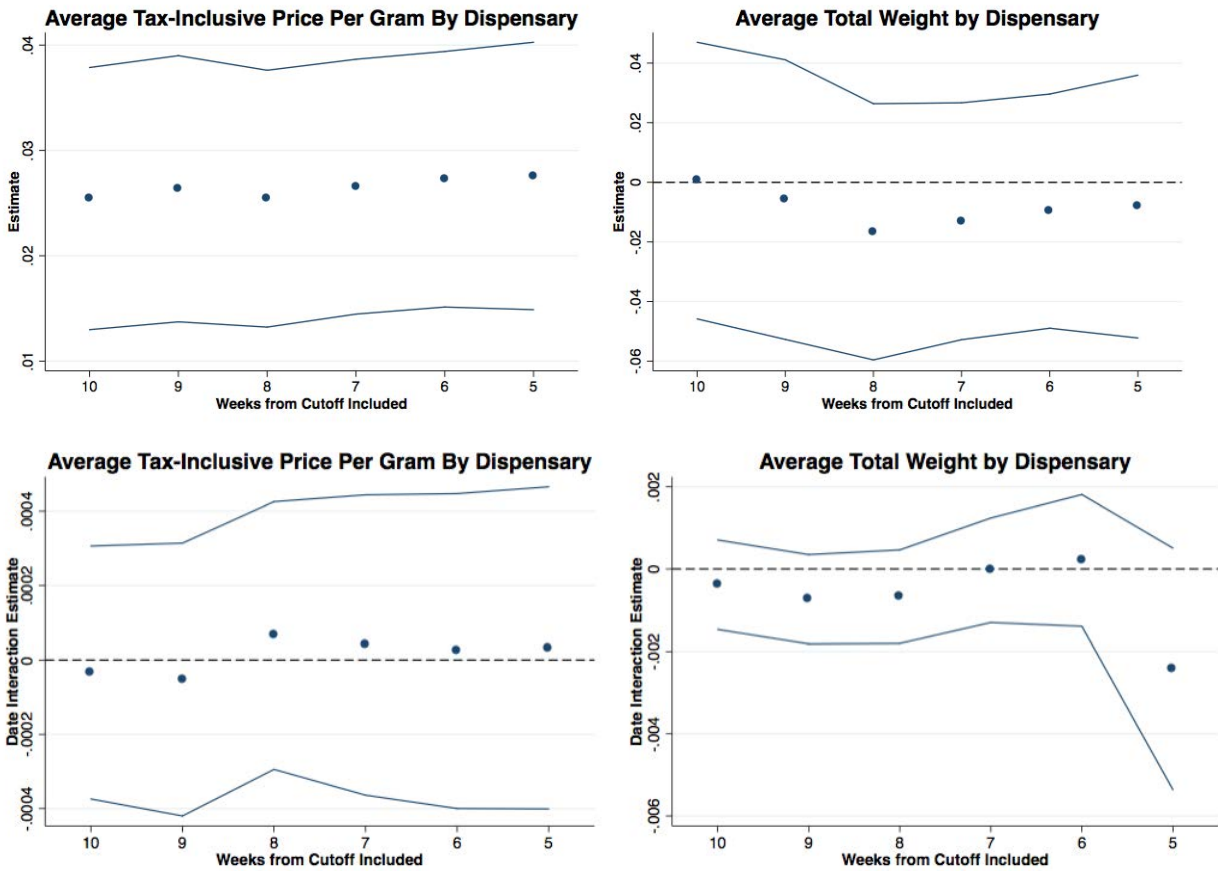 Average Tax-Inclusive Price Per Gram By Dispensary
Estimate
.04
.03
.02
.01
10 9 8 7 6 5
Weeks from Cutoff Included
Average Total Weight by Dispensary
Estimate
.04
.02
0
-.02
-.04
-.06
10 9 8 7 6 5
Weeks from Cutoff Included
Average Tax-Inclusive Price Per Gram By Dispensary
Date Interaction Estimate
.0004
.0002
0
-.0002
-.0004
10 9 8 7 6 5
Weeks from Cutoff Included
Average Total Weight by Dispensary
Date Interaction Estimate
.002
0
-.002
-.004
-.006
10 9 8 7 6 5
Weeks from Cutoff Included